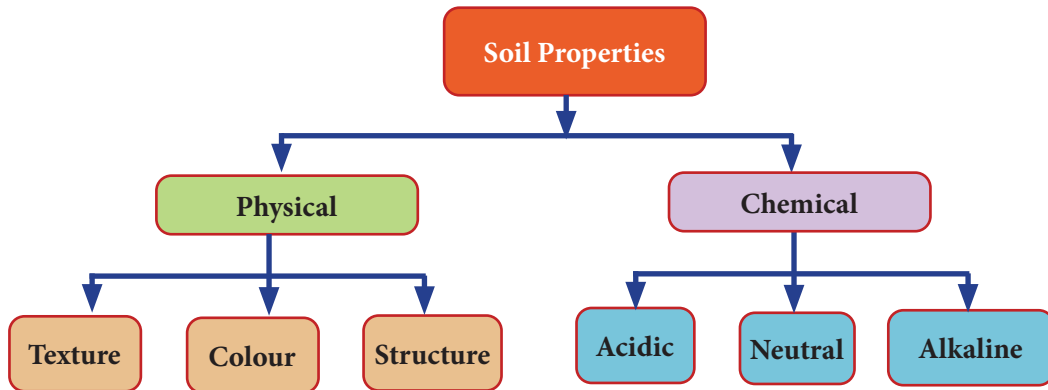 Soil Properties
Physical
Chemical
Texture
Colour
Structure
Acidic
Neutral
Alkaline